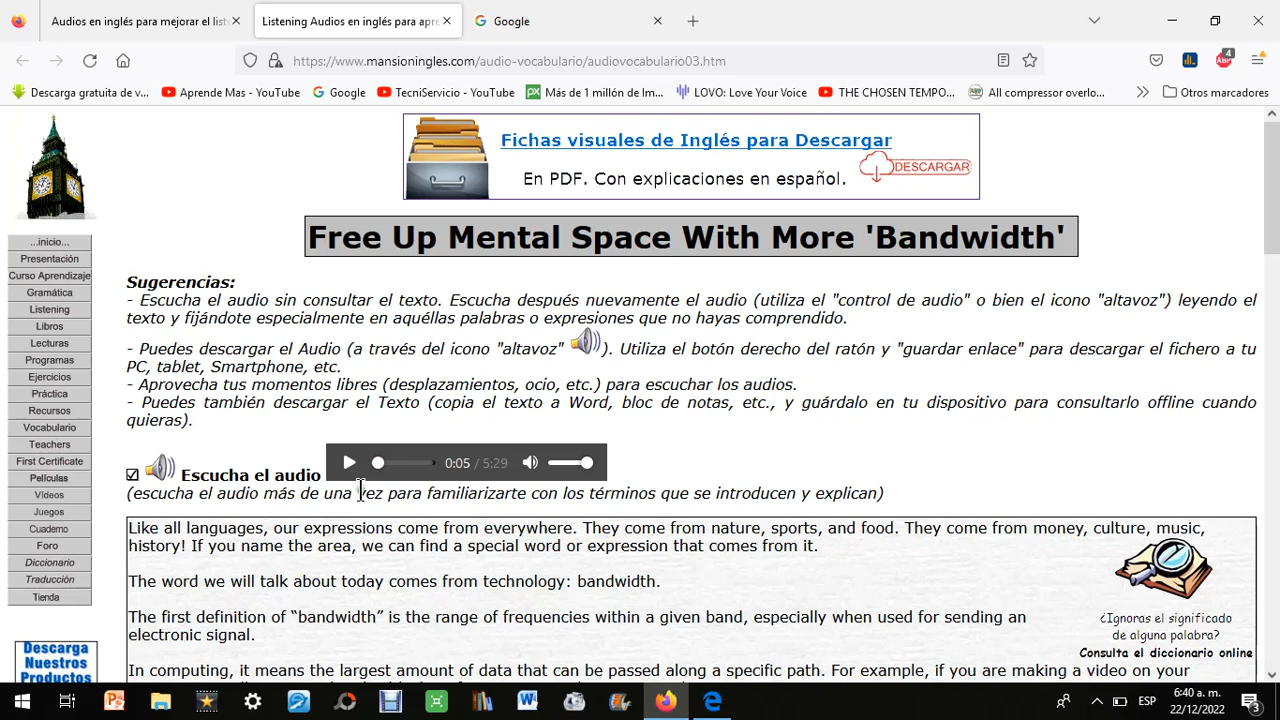 Audios en inglés para mejorar el list
Listening Audios en inglés para apre
Google
https://www.mansioningles.com/audio-vocabulario/audiovocabulario03.htm
4
ABP
Descarga gratuita de v...
Aprende Mas - YouTube
Google
TecniServicio - YouTube
px
Más de 1 millón de Im...
LOVO: Love Your Voice
THE CHOSEN TEMPO...
All compressor overlo...
Otros marcadores
Fichas visuales de Inglés para Descargar
DESCARGAR
En PDF. Con explicaciones en español.
Free Up Mental Space With More 'Bandwidth'
...inicio...
Presentación
Curso Aprendizaje
Gramática
Listening
Libros
Lecturas
Programas
Ejercicios
Práctica
Recursos
Vocabulario
Teachers
First Certificate
Películas
Vídeos
Juegos
Cuaderno
Foro
Diccionario
Traducción
Tienda
Descarga
Nuestros
Productos
Sugerencias:
- Escucha el audio sin consultar el texto. Escucha después nuevamente el audio (utiliza el "control de audio" o bien el icono "altavoz") leyendo el
texto y fijándote especialmente en aquéllas palabras o expresiones que no hayas comprendido.
- Puedes descargar el Audio (a través del icono "altavoz" ). Utiliza el botón derecho del ratón y "guardar enlace" para descargar el fichero a tu
PC, tablet, Smartphone, etc.
- Aprovecha tus momentos libres (desplazamientos, ocio, etc.) para escuchar los audios.
- Puedes también descargar el Texto (copia el texto a Word, bloc de notas, etc., y guárdalo en tu dispositivo para consultarlo offline cuando
quieras).
Escucha el audio
0:05 / 5:29
(escucha el audio más de una vez para familiarizarte con los términos que se introducen y explican)
Like all languages, our expressions come from everywhere. They come from nature, sports, and food. They come from money, culture, music,
history! If you name the area, we can find a special word or expression that comes from it.
The word we will talk about today comes from technology: bandwidth.
The first definition of “bandwidth” is the range of frequencies within a given band, especially when used for sending an
electronic signal.
In computing, it means the largest amount of data that can be passed along a specific path. For example, if you are making a video on your
¿Ignoras el significado
de alguna palabra?
Consulta el diccionario online
ESP
6:40 a. m.
22/12/2022
3